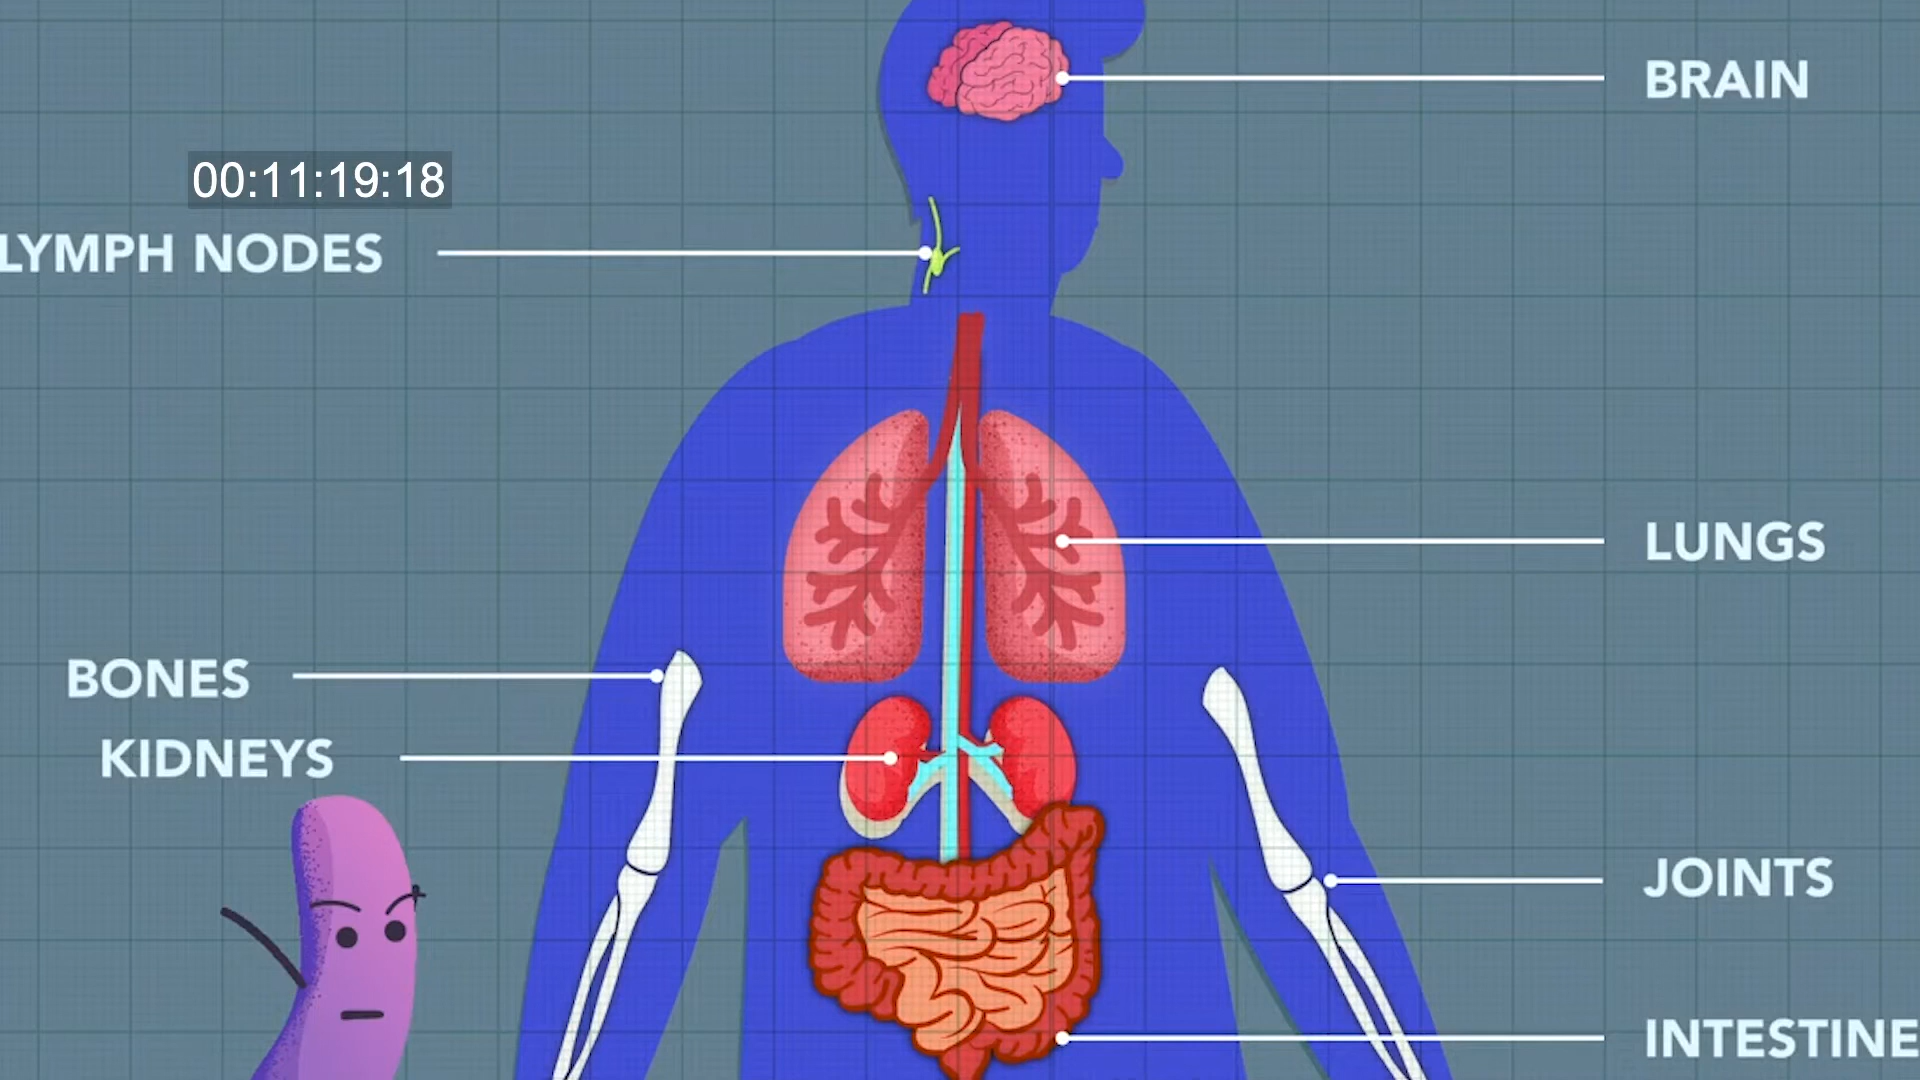 BRAIN
00:11:19:18
LYMPH NODES
LUNGS
BONES
KIDNEYS
JOINTS
INTESTINE